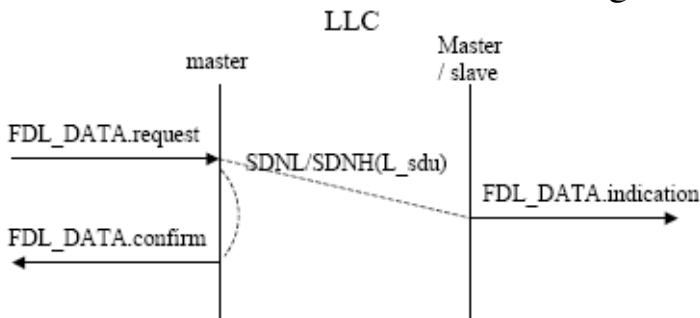 LLC
master
Master
/ slave
FDL_DATA.request
SDNL/SDNH(L_sdu)
FDL_DATA.indication
FDL_DATA.confirm